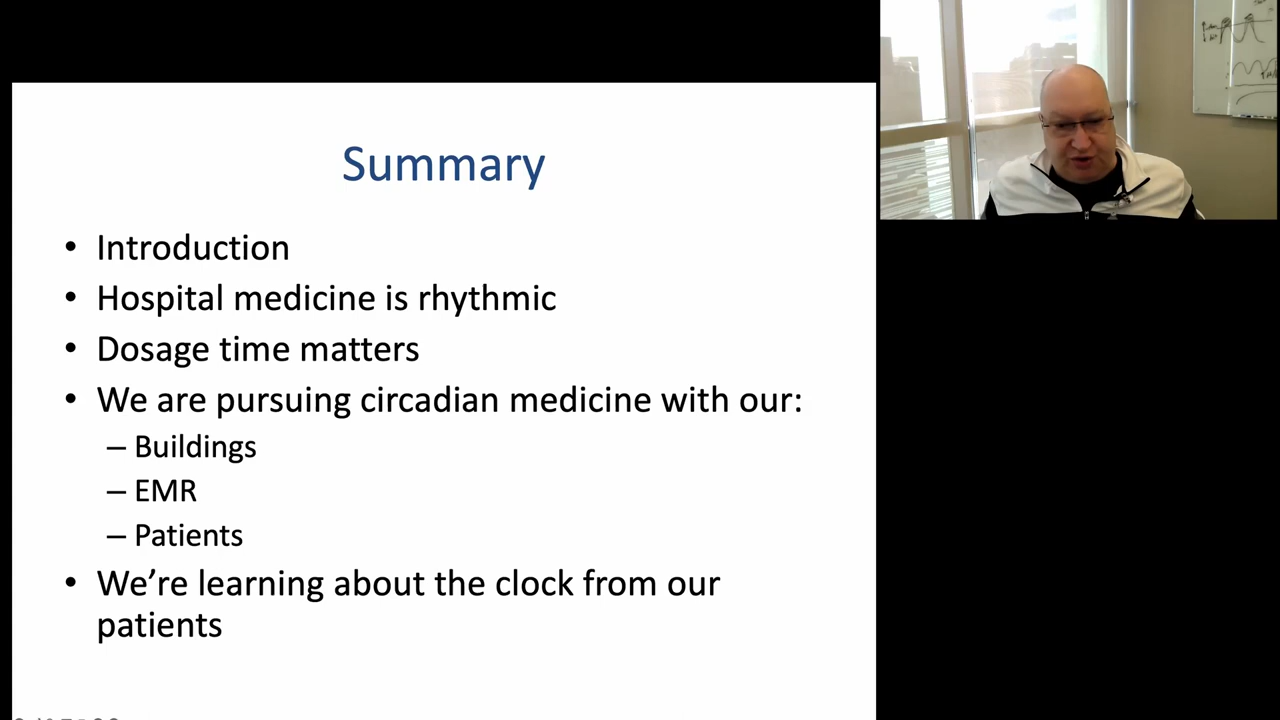 Summary
• Introduction
• Hospital medicine is rhythmic
• Dosage time matters
• We are pursuing circadian medicine with our:
– Buildings
– EMR
– Patients
• We’re learning about the clock from our
patients